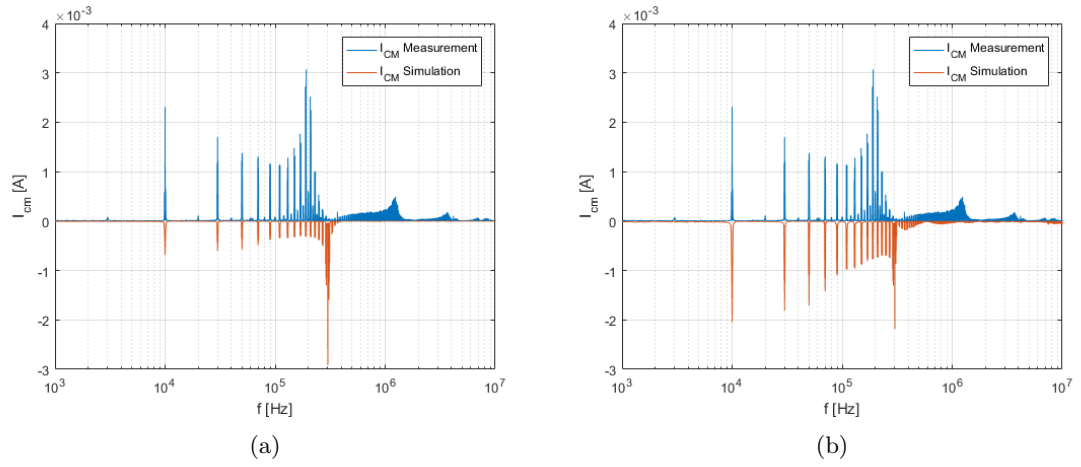 ×10⁻³
4
3
2
1
0
-1
-2
-3
I_cm [A]
I_CM Measurement
I_CM Simulation
10³ 10⁴ 10⁵ 10⁶ 10⁷
f [Hz]
(a)
×10⁻³
4
3
2
1
0
-1
-2
-3
I_cm [A]
I_CM Measurement
I_CM Simulation
10³ 10⁴ 10⁵ 10⁶ 10⁷
f [Hz]
(b)